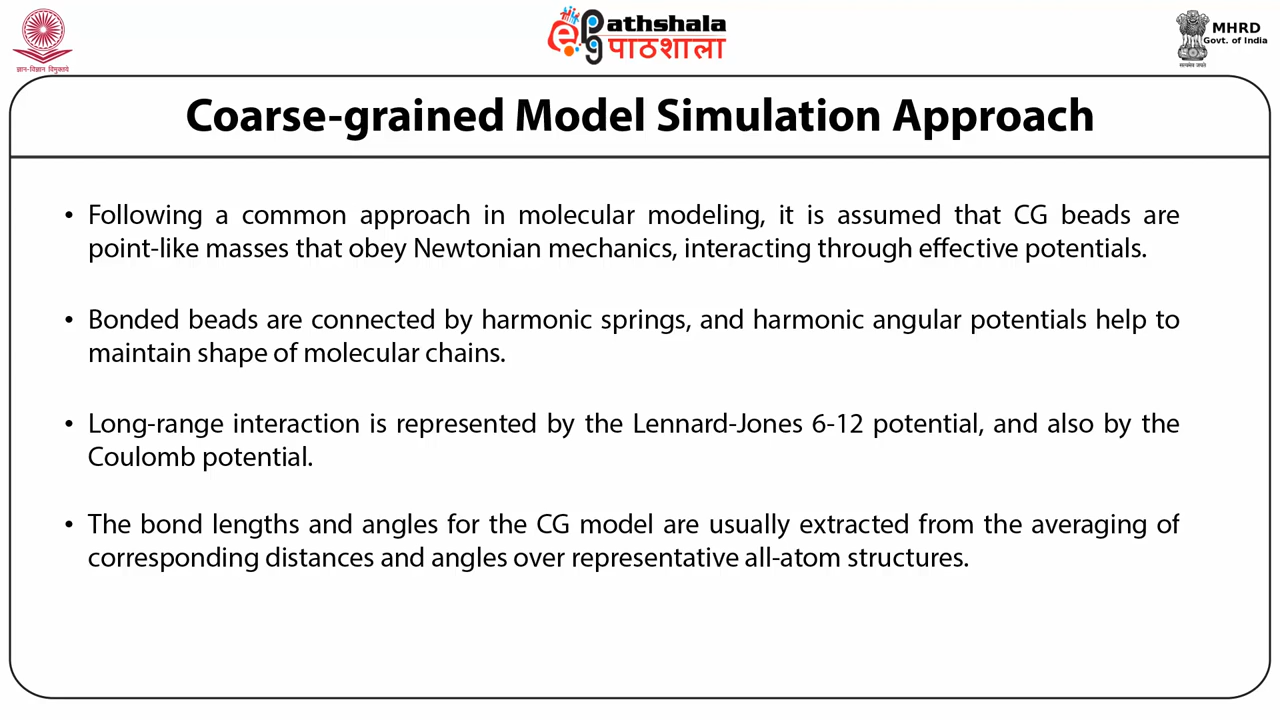 ज्ञान-विज्ञान विमुक्तये
ePathshala
पाठशाला
MHRD
Govt. of India
सत्यमेव जयते
Coarse-grained Model Simulation Approach
• Following a common approach in molecular modeling, it is assumed that CG beads are
point-like masses that obey Newtonian mechanics, interacting through effective potentials.
• Bonded beads are connected by harmonic springs, and harmonic angular potentials help to
maintain shape of molecular chains.
• Long-range interaction is represented by the Lennard-Jones 6-12 potential, and also by the
Coulomb potential.
• The bond lengths and angles for the CG model are usually extracted from the averaging of
corresponding distances and angles over representative all-atom structures.